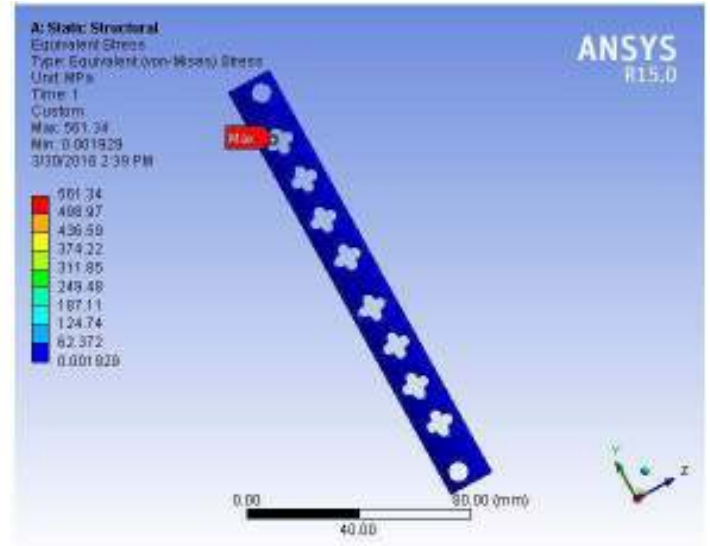 A: Static Structural
Equivalent Stress
Type: Equivalent (von-Mises) Stress
Unit: MPa
Time: 1
Custom
Max: 561.34
Min: 0.001929
3/30/2016 2:39 PM
561.34
498.97
436.59
374.22
311.85
249.48
187.11
124.74
62.372
0.001929
ANSYS
R15.0
Max
0.00
80.00 (mm)
40.00
Y
Z